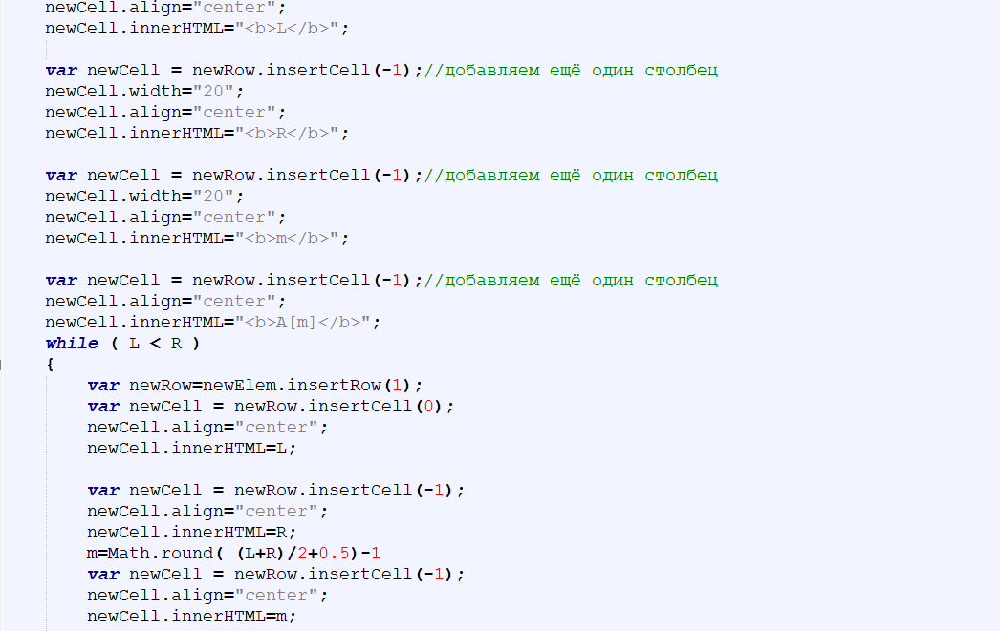 newCell.align="center";
newCell.innerHTML="<b>L</b>";
var newCell = newRow.insertCell(-1);//добавляем ещё один столбец
newCell.width="20";
newCell.align="center";
newCell.innerHTML="<b>R</b>";
var newCell = newRow.insertCell(-1);//добавляем ещё один столбец
newCell.width="20";
newCell.align="center";
newCell.innerHTML="<b>m</b>";
var newCell = newRow.insertCell(-1);//добавляем ещё один столбец
newCell.align="center";
newCell.innerHTML="<b>A[m]</b>";
while ( L < R )
{
var newRow=newElem.insertRow(1);
var newCell = newRow.insertCell(0);
newCell.align="center";
newCell.innerHTML=L;
var newCell = newRow.insertCell(-1);
newCell.align="center";
newCell.innerHTML=R;
m=Math.round( (L+R)/2+0.5)-1
var newCell = newRow.insertCell(-1);
newCell.align="center";
newCell.innerHTML=m;